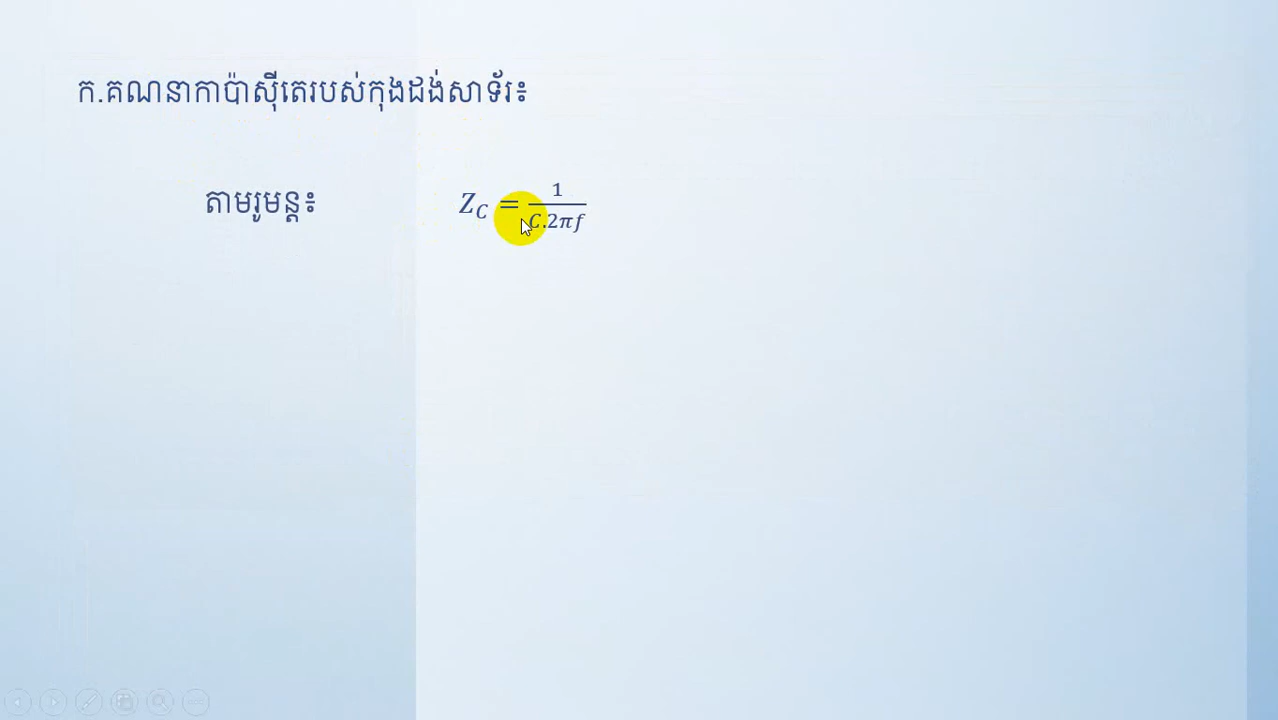 ក.គណនាកាប៉ាស៊ីតេរបស់កុងដង់សាទ័រ៖
តាមរូមន្ត៖ Z_C = \frac{1}{C.2πf}